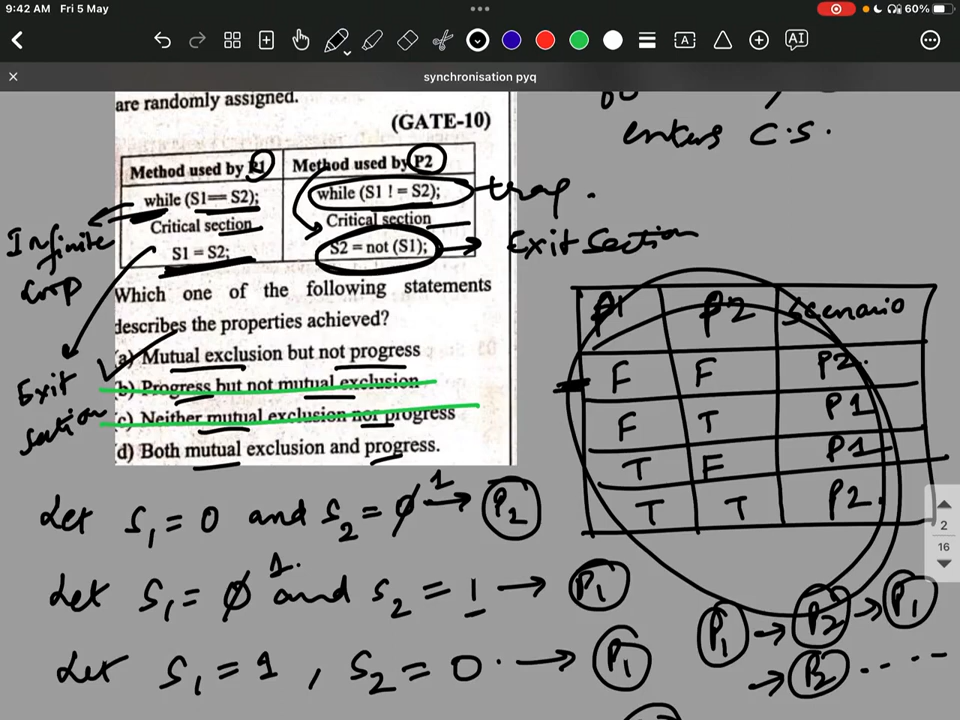 9:42 AM Fri 5 May
60%
A
AI
synchronisation pyq
are randomly assigned.
(GATE-10)
enters C.S.
Method used by P1 Method used by P2
while (S1== S2); while (S1 != S2); trap.
Critical section Critical section
S1 = S2; S2 = not (S1); Exit Section
Infinite
Loop
Which one of the following statements
describes the properties achieved?
(a) Mutual exclusion but not progress
(b) Progress but not mutual exclusion
(c) Neither mutual exclusion nor progress
(d) Both mutual exclusion and progress.
Exit
section
P1 P2 Scenario
F F P2.
F T P1
T F P1
T T P2.
Let S1 = 0 and S2 = 0 1 → P2
Let S1 = 0 1. and S2 = 1 → P1
Let S1 = 1, S2 = 0. → P1
P1 → P2 → P1
→ P2 ....
2
16